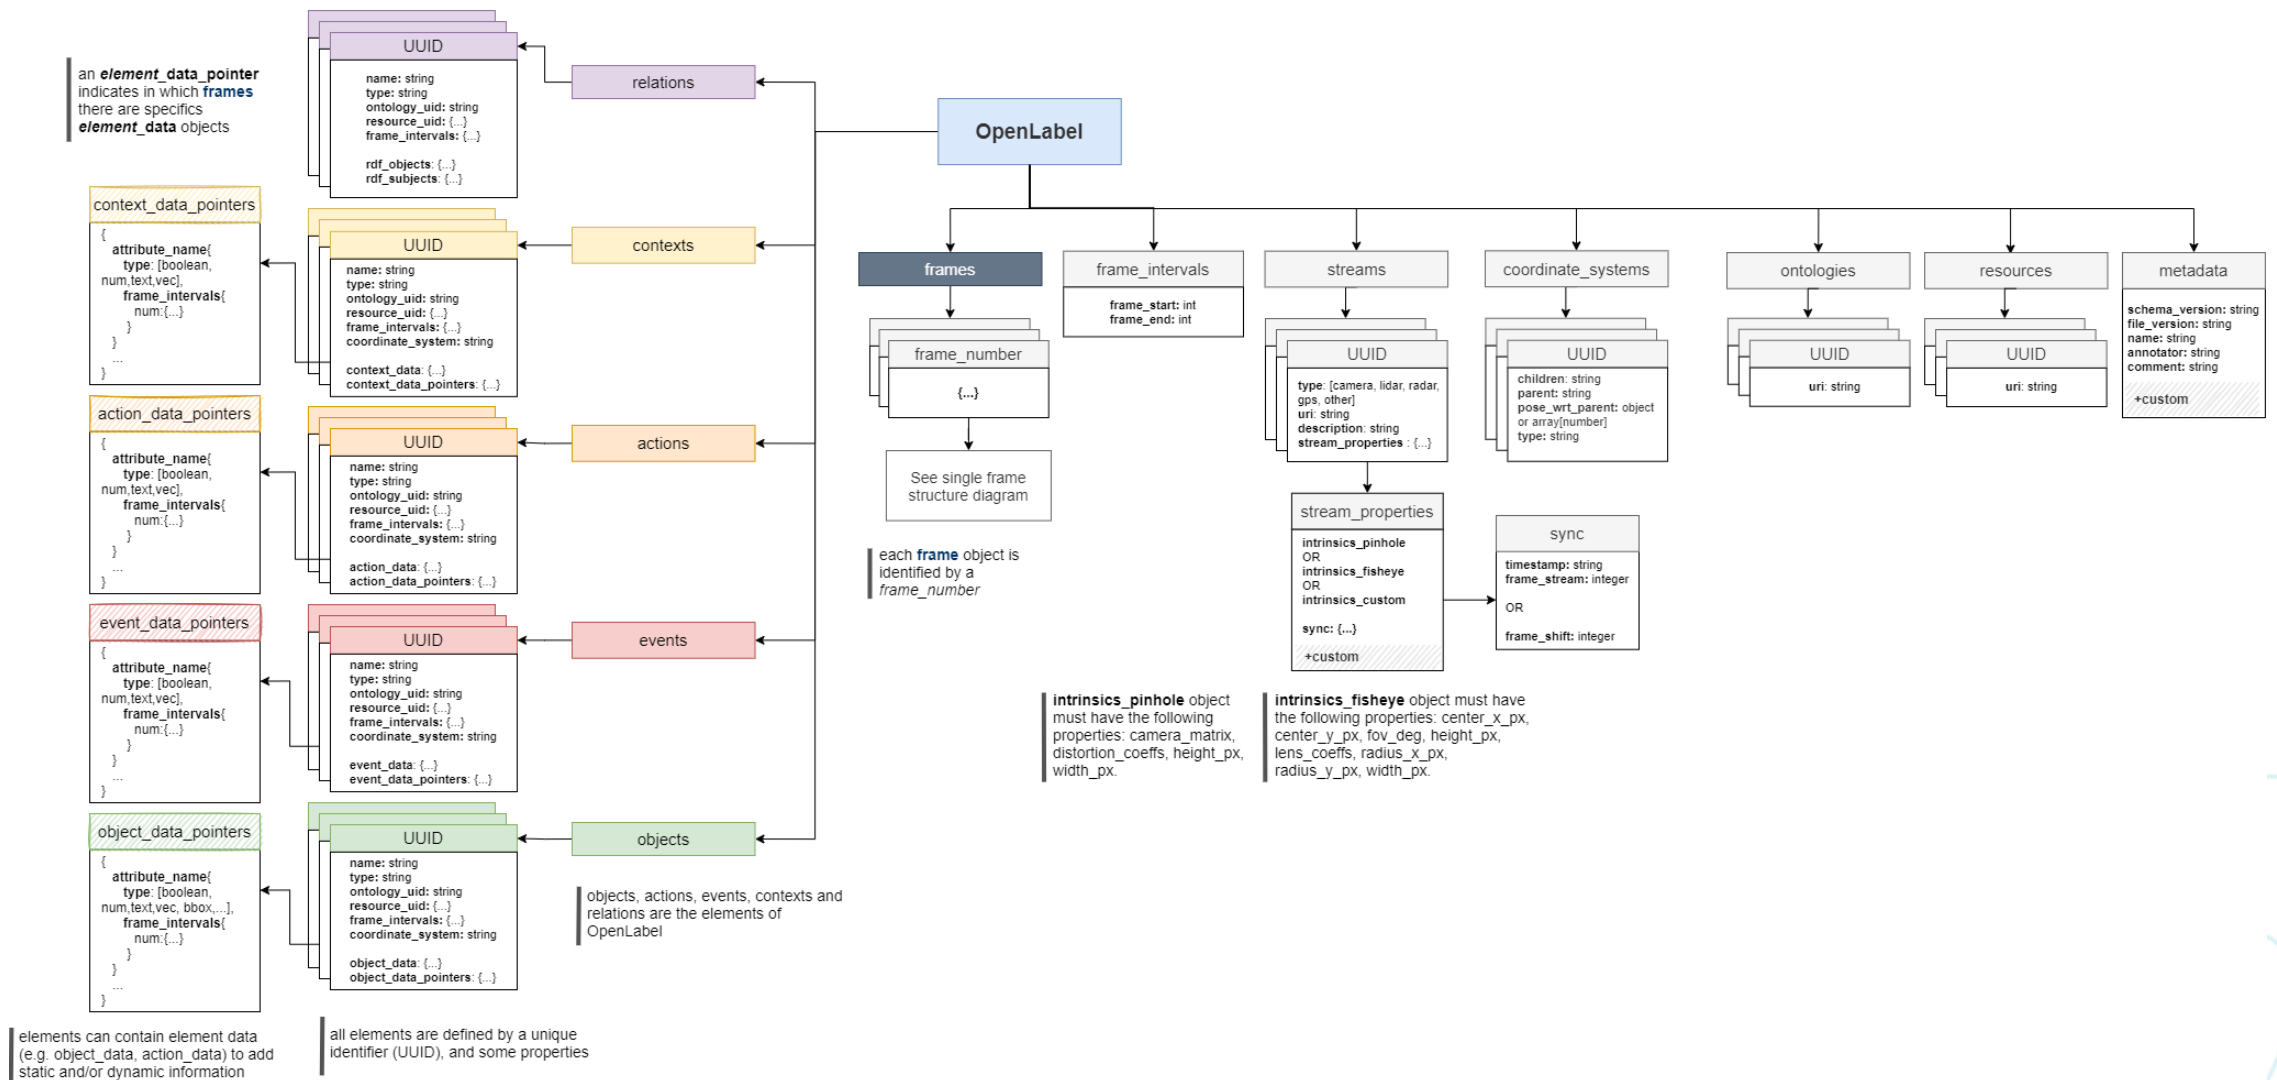 an element_data_pointer
indicates in which frames
there are specifics
element_data objects
UUID
name: string
type: string
ontology_uid: string
resource_uid: {...}
frame_intervals: {...}
rdf_objects: {...}
rdf_subjects: {...}
relations
OpenLabel
context_data_pointers
{
attribute_name{
type: [boolean,
num,text,vec],
frame_intervals{
num:{...}
}
}
...
}
UUID
name: string
type: string
ontology_uid: string
resource_uid: {...}
frame_intervals: {...}
coordinate_system: string
context_data: {...}
context_data_pointers: {...}
contexts
action_data_pointers
{
attribute_name{
type: [boolean,
num,text,vec],
frame_intervals{
num:{...}
}
}
...
}
UUID
name: string
type: string
ontology_uid: string
resource_uid: {...}
frame_intervals: {...}
coordinate_system: string
action_data: {...}
action_data_pointers: {...}
actions
event_data_pointers
{
attribute_name{
type: [boolean,
num,text,vec],
frame_intervals{
num:{...}
}
}
...
}
UUID
name: string
type: string
ontology_uid: string
resource_uid: {...}
frame_intervals: {...}
coordinate_system: string
event_data: {...}
event_data_pointers: {...}
events
object_data_pointers
{
attribute_name{
type: [boolean,
num,text,vec, bbox,...],
frame_intervals{
num:{...}
}
}
...
}
UUID
name: string
type: string
ontology_uid: string
resource_uid: {...}
frame_intervals: {...}
coordinate_system: string
object_data: {...}
object_data_pointers: {...}
objects
objects, actions, events, contexts and
relations are the elements of
OpenLabel
elements can contain element data
(e.g. object_data, action_data) to add
static and/or dynamic information
all elements are defined by a unique
identifier (UUID), and some properties
frames
frame_number
{...}
See single frame
structure diagram
each frame object is
identified by a
frame_number
frame_intervals
frame_start: int
frame_end: int
streams
UUID
type: [camera, lidar, radar,
gps, other]
uri: string
description: string
stream_properties : {...}
stream_properties
intrinsics_pinhole
OR
intrinsics_fisheye
OR
intrinsics_custom
sync: {...}
+custom
sync
timestamp: string
frame_stream: integer
OR
frame_shift: integer
intrinsics_pinhole object
must have the following
properties: camera_matrix,
distortion_coeffs, height_px,
width_px.
intrinsics_fisheye object must have
the following properties: center_x_px,
center_y_px, fov_deg, height_px,
lens_coeffs, radius_x_px,
radius_y_px, width_px.
coordinate_systems
UUID
children: string
parent: string
pose_wrt_parent: object
or array[number]
type: string
ontologies
UUID
uri: string
resources
UUID
uri: string
metadata
schema_version: string
file_version: string
name: string
annotator: string
comment: string
+custom